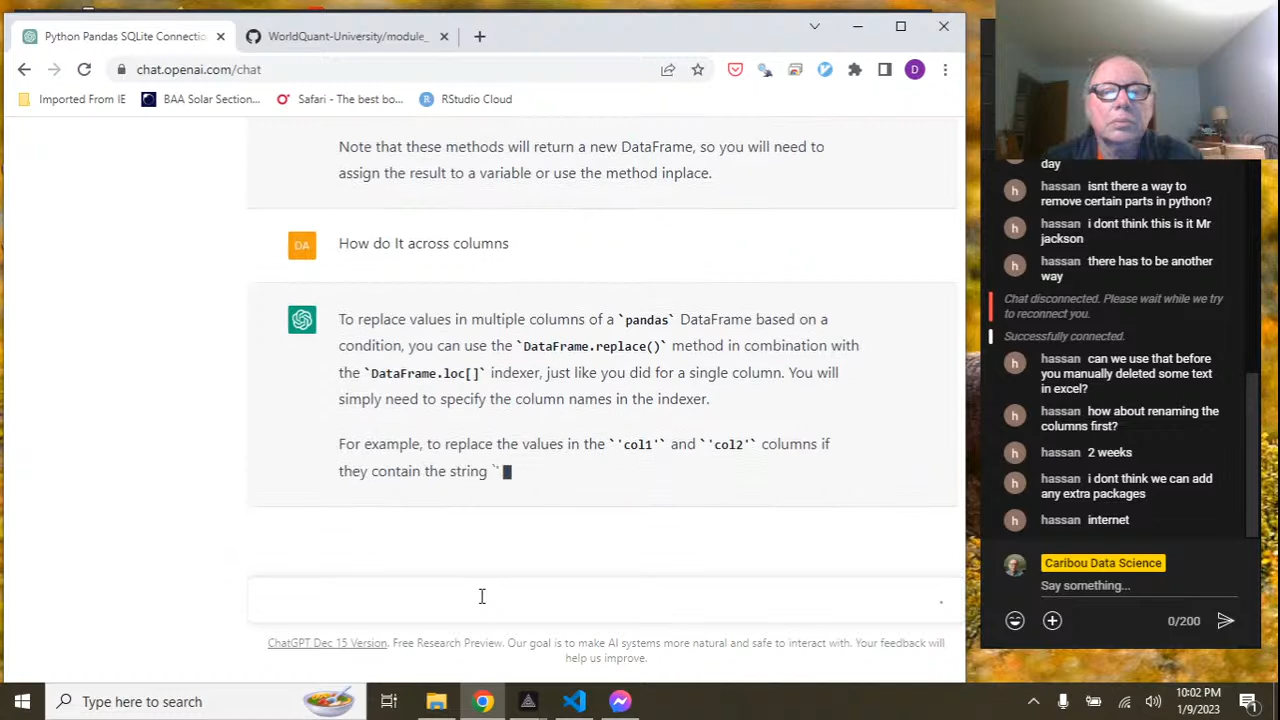 Python Pandas SQLite Connectio
WorldQuant-University/module_
chat.openai.com/chat
D
Imported From IE
BAA Solar Section...
Safari - The best bo...
RStudio Cloud
Note that these methods will return a new DataFrame, so you will need to
assign the result to a variable or use the method inplace.
DA
How do It across columns
To replace values in multiple columns of a `pandas` DataFrame based on a
condition, you can use the `DataFrame.replace()` method in combination with
the `DataFrame.loc[]` indexer, just like you did for a single column. You will
simply need to specify the column names in the indexer.
For example, to replace the values in the `'col1'` and `'col2'` columns if
they contain the string `'
ChatGPT Dec 15 Version. Free Research Preview. Our goal is to make AI systems more natural and safe to interact with. Your feedback will
help us improve.
day
h
hassan isnt there a way to
remove certain parts in python?
h
hassan i dont think this is it Mr
jackson
h
hassan there has to be another
way
Chat disconnected. Please wait while we try
to reconnect you.
Successfully connected.
h
hassan can we use that before
you manually deleted some text
in excel?
h
hassan how about renaming the
columns first?
h
hassan 2 weeks
h
hassan i dont think we can add
any extra packages
h
hassan internet
Caribou Data Science
Say something...
0/200
Type here to search
10:02 PM
1/9/2023
1